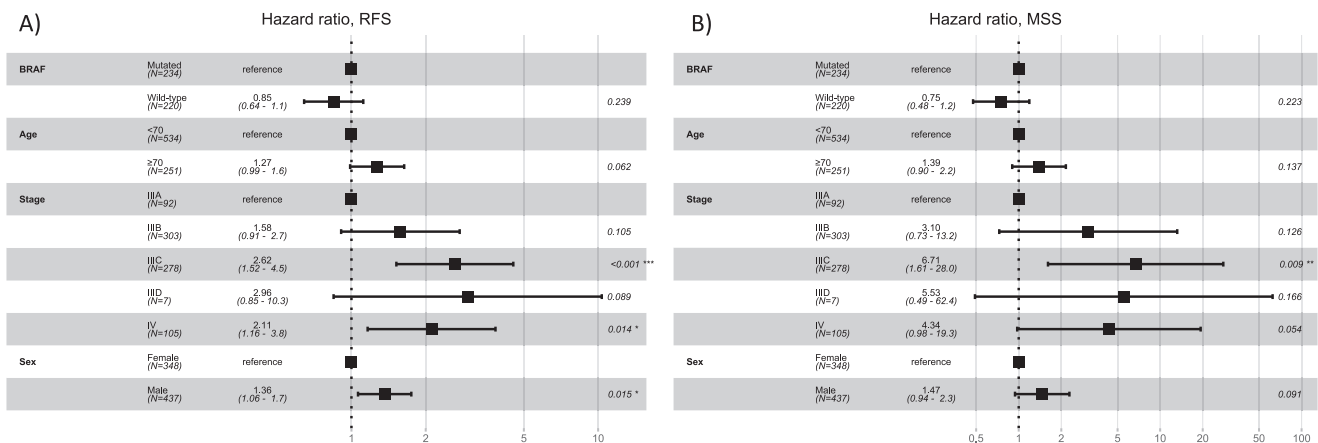 A)
Hazard ratio, RFS
BRAF
Mutated
(N=234)
reference
Wild-type
(N=220)
0.85
(0.64 - 1.1)
0.239
Age
<70
(N=534)
reference
≥70
(N=251)
1.27
(0.99 - 1.6)
0.062
Stage
IIIA
(N=92)
reference
IIIB
(N=303)
1.58
(0.91 - 2.7)
0.105
IIIC
(N=278)
2.62
(1.52 - 4.5)
<0.001 ***
IIID
(N=7)
2.96
(0.85 - 10.3)
0.089
IV
(N=105)
2.11
(1.16 - 3.8)
0.014 *
Sex
Female
(N=348)
reference
Male
(N=437)
1.36
(1.06 - 1.7)
0.015 *
1 2 5 10
B)
Hazard ratio, MSS
BRAF
Mutated
(N=234)
reference
Wild-type
(N=220)
0.75
(0.48 - 1.2)
0.223
Age
<70
(N=534)
reference
≥70
(N=251)
1.39
(0.90 - 2.2)
0.137
Stage
IIIA
(N=92)
reference
IIIB
(N=303)
3.10
(0.73 - 13.2)
0.126
IIIC
(N=278)
6.71
(1.61 - 28.0)
0.009 **
IIID
(N=7)
5.53
(0.49 - 62.4)
0.166
IV
(N=105)
4.34
(0.98 - 19.3)
0.054
Sex
Female
(N=348)
reference
Male
(N=437)
1.47
(0.94 - 2.3)
0.091
0.5 1 2 5 10 20 50 100